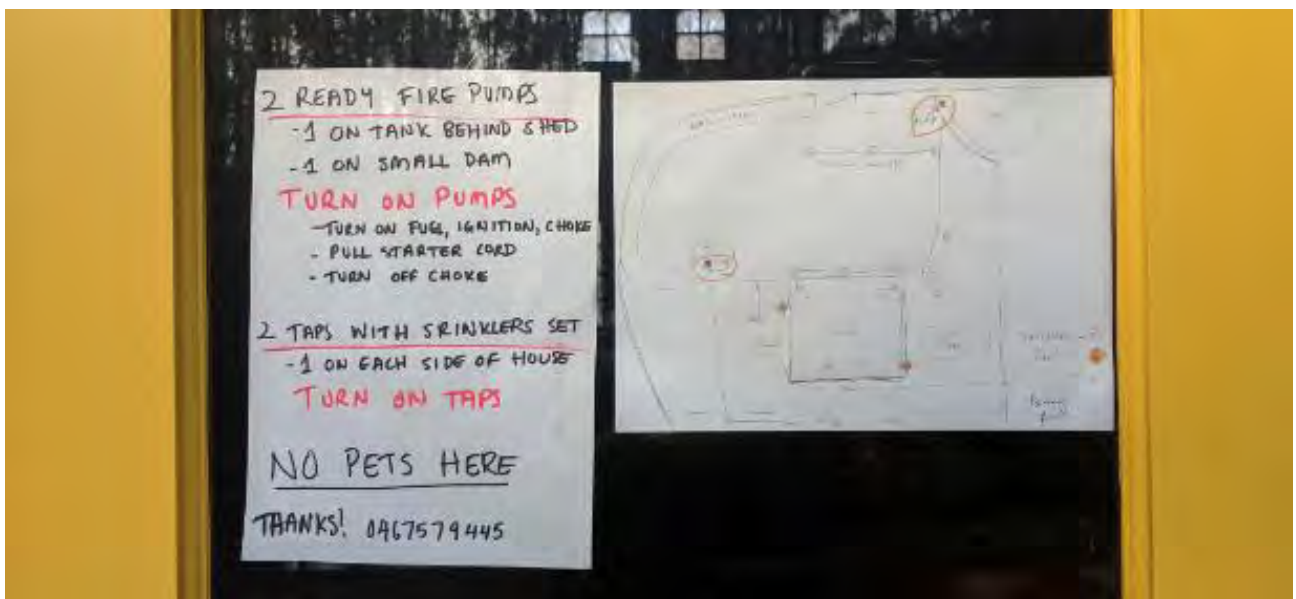 2 READY FIRE PUMPS
-1 ON TANK BEHIND SHED
-1 ON SMALL DAM
TURN ON PUMPS
-TURN ON FUEL, IGNITION, CHOKE
- PULL STARTER CORD
- TURN OFF CHOKE
2 TAPS WITH SRINKLERS SET
-1 ON EACH SIDE OF HOUSE
TURN ON TAPS
NO PETS HERE
THANKS! 0467579445